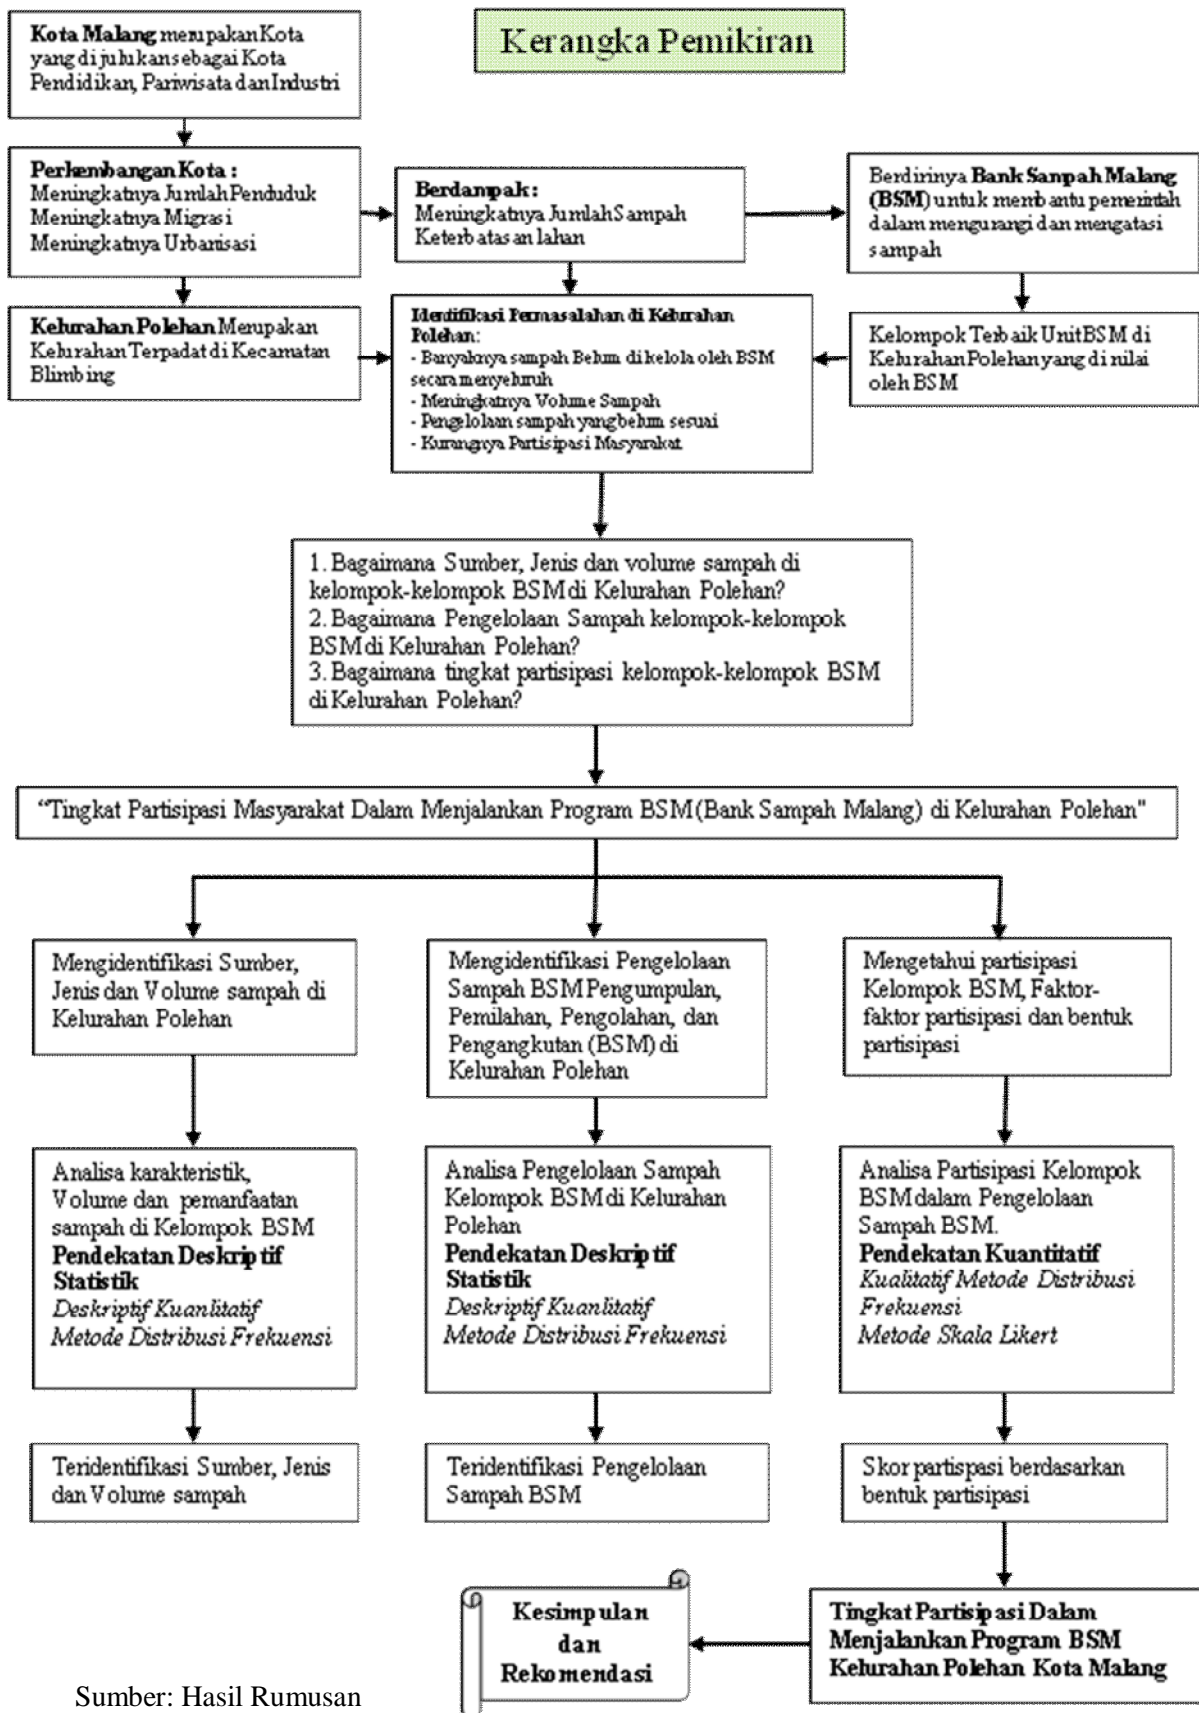 Kerangka Pemikiran
Kota Malang merupakan Kota
yang di julukan sebagai Kota
Pendidikan, Pariwisata dan Industri
Perkembangan Kota :
Meningkatnya Jumlah Penduduk
Meningkatnya Migrasi
Meningkatnya Urbanisasi
Berdampak :
Meningkatnya Jumlah Sampah
Keterbatasan lahan
Berdirinya Bank Sampah Malang
(BSM) untuk membantu pemerintah
dalam mengurangi dan mengatasi
sampah
Kelurahan Polehan Merupakan
Kelurahan Terpadat di Kecamatan
Blimbing
Identifikasi Permasalahan di Kelurahan
Polehan:
- Banyaknya sampah Belum di kelola oleh BSM
secara menyeluruh
- Meningkatnya Volume Sampah
- Pengelolaan sampah yang belum sesuai
- Kurangnya Partisipasi Masyarakat
Kelompok Terbaik Unit BSM di
Kelurahan Polehan yang di nilai
oleh BSM
1. Bagaimana Sumber, Jenis dan volume sampah di
kelompok-kelompok BSM di Kelurahan Polehan?
2. Bagaimana Pengelolaan Sampah kelompok-kelompok
BSM di Kelurahan Polehan?
3. Bagaimana tingkat partisipasi kelompok-kelompok BSM
di Kelurahan Polehan?
“Tingkat Partisipasi Masyarakat Dalam Menjalankan Program BSM (Bank Sampah Malang) di Kelurahan Polehan"
Mengidentifikasi Sumber,
Jenis dan Volume sampah di
Kelurahan Polehan
Mengidentifikasi Pengelolaan
Sampah BSM Pengumpulan,
Pemilahan, Pengolahan, dan
Pengangkutan (BSM) di
Kelurahan Polehan
Mengetahui partisipasi
Kelompok BSM, Faktor-
faktor partisipasi dan bentuk
partisipasi
Analisa karakteristik,
Volume dan pemanfaatan
sampah di Kelompok BSM
Pendekatan Deskriptif
Statistik
Deskriptif Kuanlitatif
Metode Distribusi Frekuensi
Analisa Pengelolaan Sampah
Kelompok BSM di Kelurahan
Polehan
Pendekatan Deskriptif
Statistik
Deskriptif Kuanlitatif
Metode Distribusi Frekuensi
Analisa Partisipasi Kelompok
BSM dalam Pengelolaan
Sampah BSM.
Pendekatan Kuantitatif
Kualitatif Metode Distribusi
Frekuensi
Metode Skala Likert
Teridentifikasi Sumber, Jenis
dan Volume sampah
Teridentifikasi Pengelolaan
Sampah BSM
Skor partispasi berdasarkan
bentuk partisipasi
Tingkat Partisipasi Dalam
Menjalankan Program BSM
Kelurahan Polehan Kota Malang
Kesimpulan
dan
Rekomendasi
Sumber: Hasil Rumusan